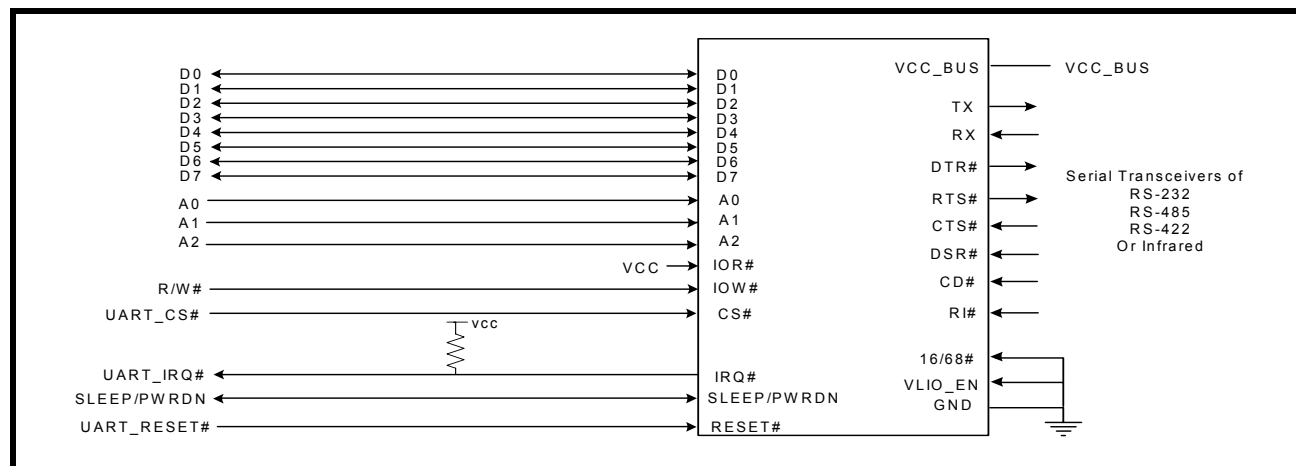 D0
D1
D2
D3
D4
D5
D6
D7
A0
A1
A2
VCC
R/W#
UART_CS#
vcc
UART_IRQ#
SLEEP/PWRDN
UART_RESET#
D0
D1
D2
D3
D4
D5
D6
D7
A0
A1
A2
IOR#
IOW#
CS#
IRQ#
SLEEP/PWRDN
RESET#
VCC_BUS
TX
RX
DTR#
RTS#
CTS#
DSR#
CD#
RI#
16/68#
VLIO_EN
GND
VCC_BUS
Serial Transceivers of
RS-232
RS-485
RS-422
Or Infrared